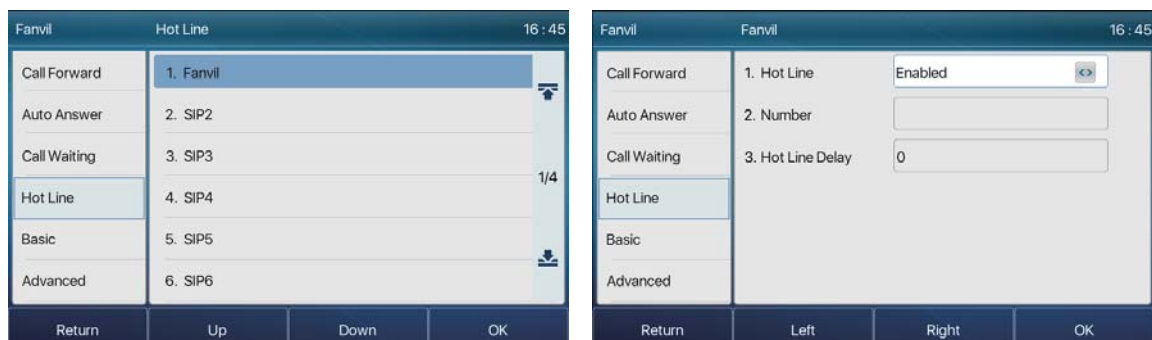 Fanvil Hot Line 16:45
Call Forward
Auto Answer
Call Waiting
Hot Line
Basic
Advanced
1. Fanvil
2. SIP2
3. SIP3
4. SIP4
5. SIP5
6. SIP6
1/4
Return Up Down OK
Fanvil Fanvil 16:45
Call Forward
Auto Answer
Call Waiting
Hot Line
Basic
Advanced
1. Hot Line Enabled
2. Number
3. Hot Line Delay 0
Return Left Right OK